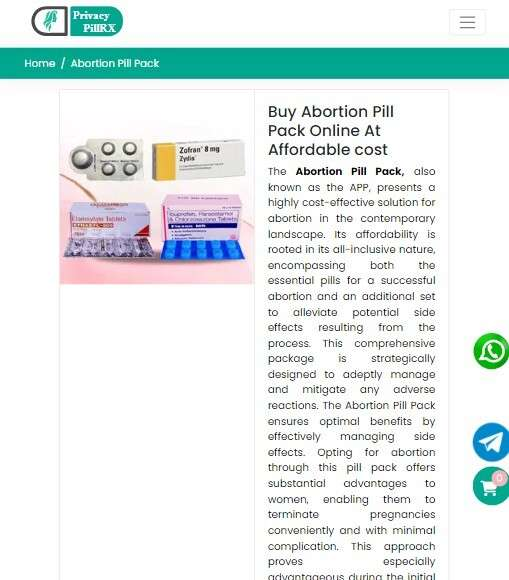 Privacy
PillRX
Home / Abortion Pill Pack
Zofran® 8 mg
Zydis
Etamsylate Tablets
Ibuprofen, Paracetamol
& Chlorzoxazone Tablets
Buy Abortion Pill
Pack Online At
Affordable cost
The Abortion Pill Pack, also
known as the APP, presents a
highly cost-effective solution for
abortion in the contemporary
landscape. Its affordability is
rooted in its all-inclusive nature,
encompassing both the
essential pills for a successful
abortion and an additional set
to alleviate potential side
effects resulting from the
process. This comprehensive
package is strategically
designed to adeptly manage
and mitigate any adverse
reactions. The Abortion Pill Pack
ensures optimal benefits by
effectively managing side
effects. Opting for abortion
through this pill pack offers
substantial advantages to
women, enabling them to
terminate pregnancies
conveniently and with minimal
complication. This approach
proves especially
advantageous during the initial
0